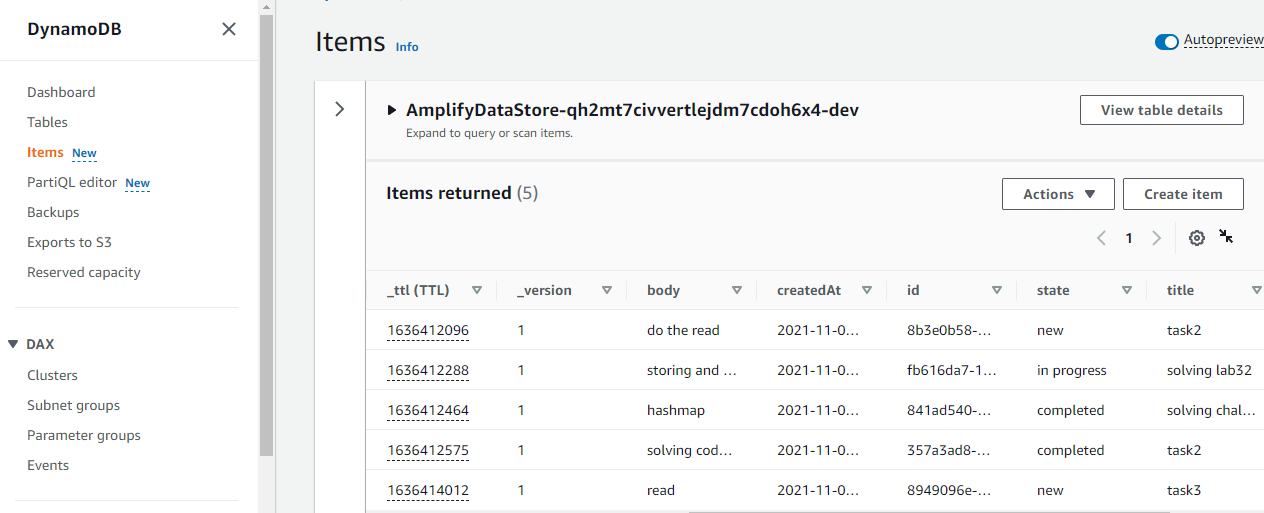 DynamoDB
Dashboard
Tables
Items New
PartiQL editor New
Backups
Exports to S3
Reserved capacity
DAX
Clusters
Subnet groups
Parameter groups
Events
Items Info
Autopreview
AmplifyDataStore-qh2mt7civvertlejdm7cdoh6x4-dev
Expand to query or scan items.
View table details
Items returned (5)
Actions
Create item
1
_ttl (TTL) _version body createdAt id state title
1636412096 1 do the read 2021-11-0... 8b3e0b58-... new task2
1636412288 1 storing and ... 2021-11-0... fb616da7-1... in progress solving lab32
1636412464 1 hashmap 2021-11-0... 841ad540-... completed solving chal...
1636412575 1 solving cod... 2021-11-0... 357a3ad8-... completed task2
1636414012 1 read 2021-11-0... 8949096e-... new task3